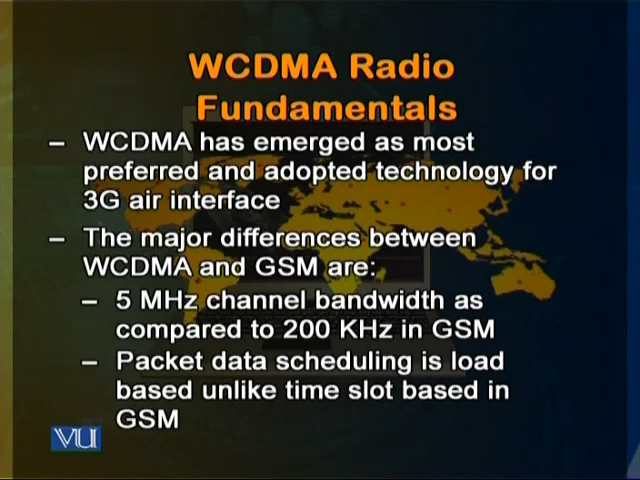 WCDMA Radio
Fundamentals
– WCDMA has emerged as most
preferred and adopted technology for
3G air interface
– The major differences between
WCDMA and GSM are:
– 5 MHz channel bandwidth as
compared to 200 KHz in GSM
– Packet data scheduling is load
based unlike time slot based in
GSM
VU